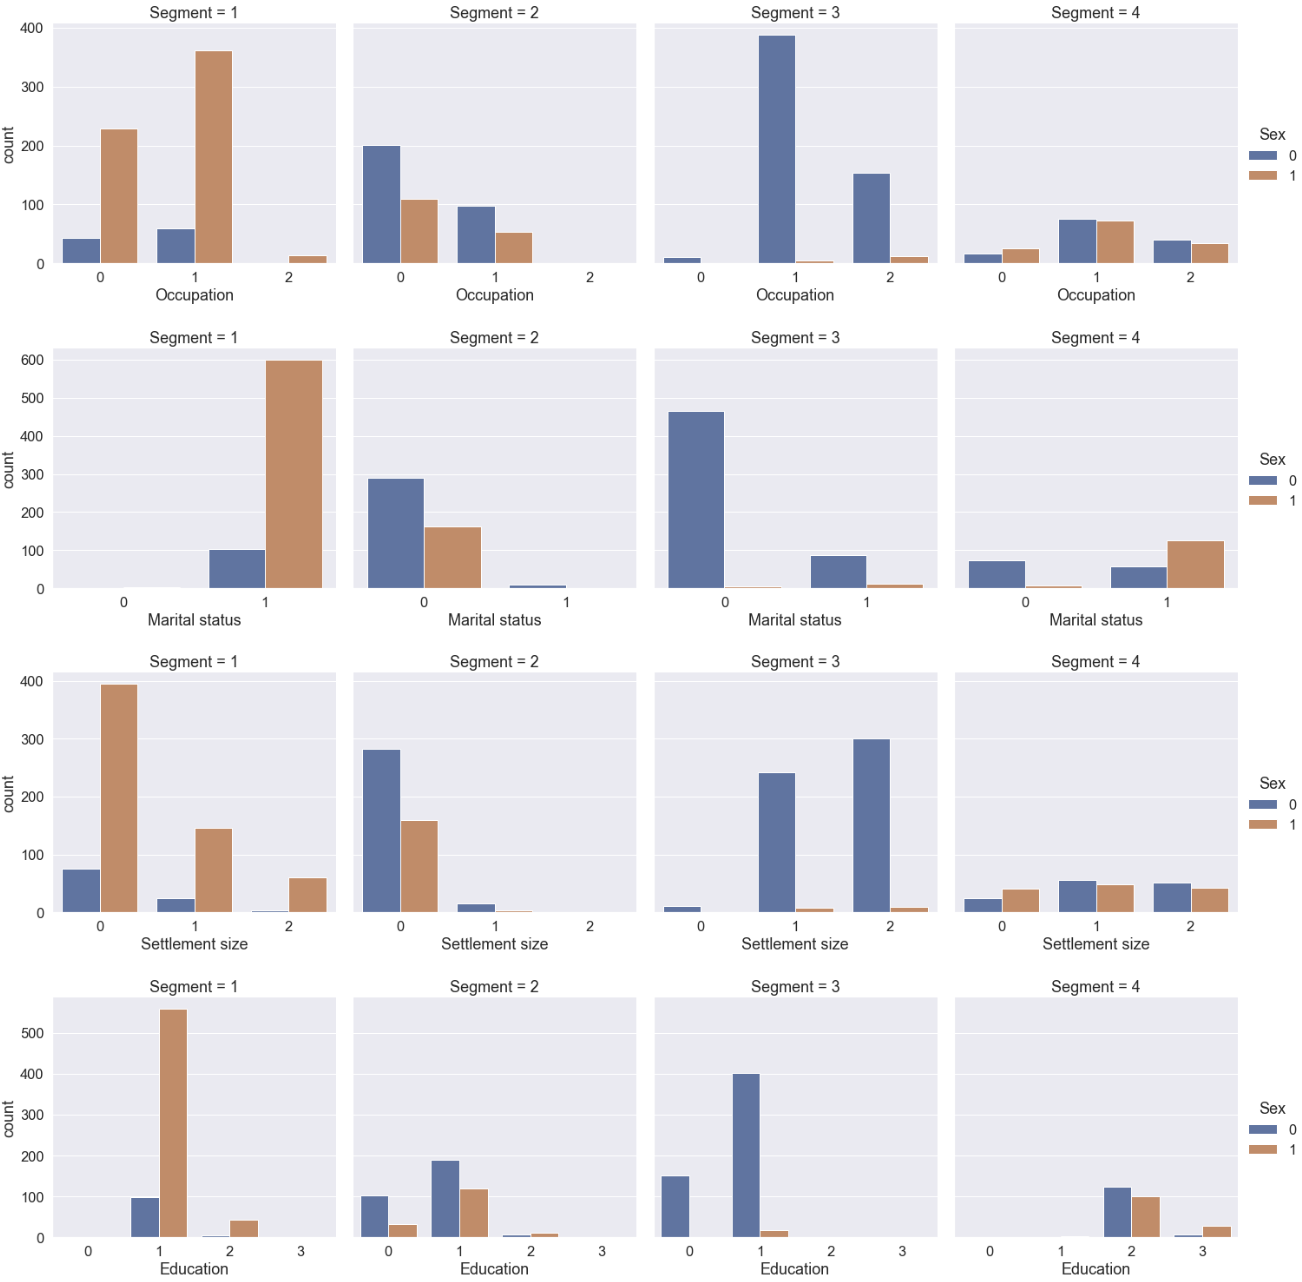 Segment = 1 Segment = 2 Segment = 3 Segment = 4
400
300
200
100
0
count
0 1 2 0 1 2 0 1 2 0 1 2
Occupation Occupation Occupation Occupation
Sex
0
1
Segment = 1 Segment = 2 Segment = 3 Segment = 4
600
500
400
300
200
100
0
count
0 1 0 1 0 1 0 1
Marital status Marital status Marital status Marital status
Sex
0
1
Segment = 1 Segment = 2 Segment = 3 Segment = 4
400
300
200
100
0
count
0 1 2 0 1 2 0 1 2 0 1 2
Settlement size Settlement size Settlement size Settlement size
Sex
0
1
Segment = 1 Segment = 2 Segment = 3 Segment = 4
500
400
300
200
100
0
count
0 1 2 3 0 1 2 3 0 1 2 3 0 1 2 3
Education Education Education Education
Sex
0
1